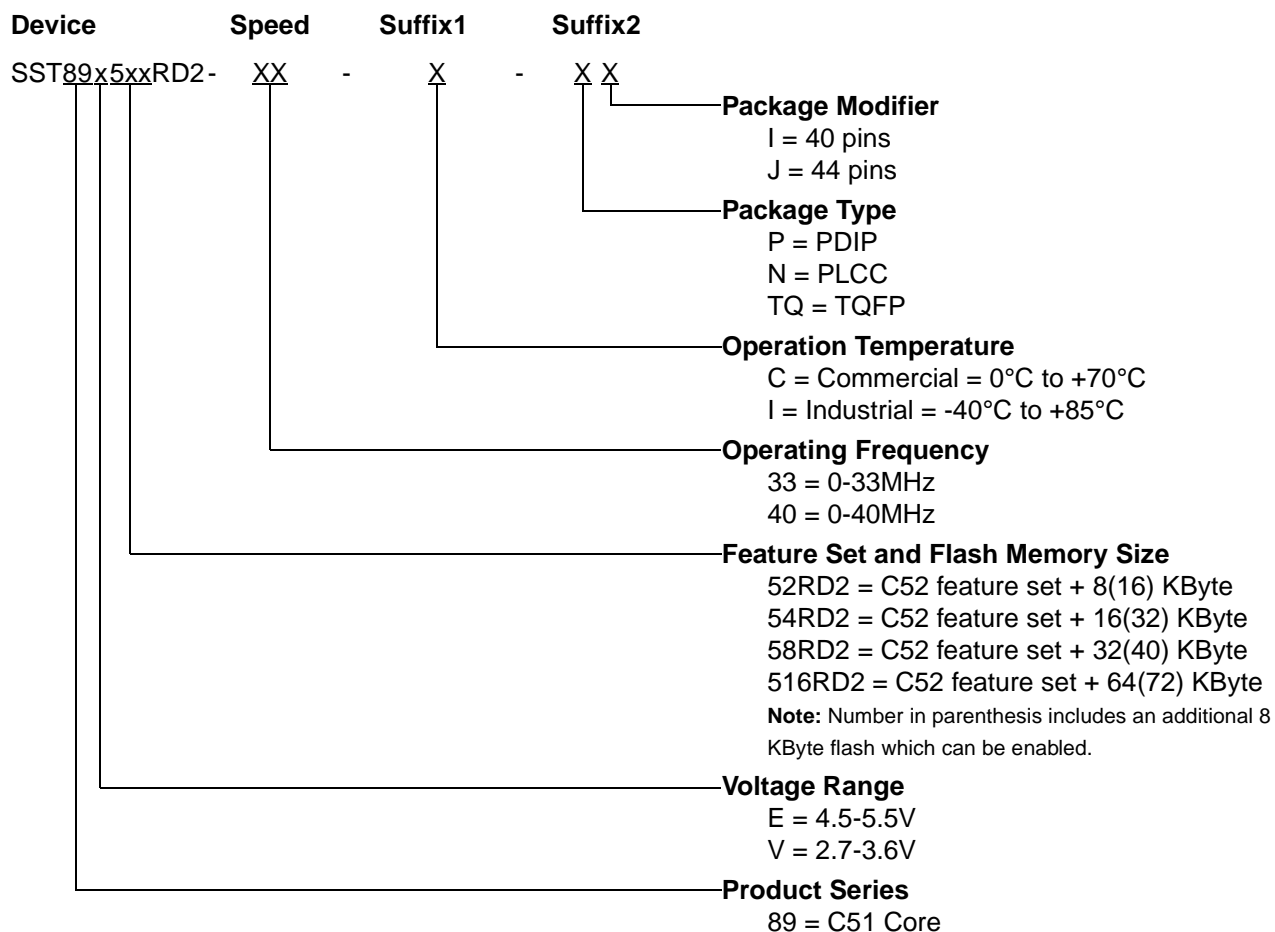 Device Speed Suffix1 Suffix2
SST89x5xxRD2- XX - X - X X
Package Modifier
I = 40 pins
J = 44 pins
Package Type
P = PDIP
N = PLCC
TQ = TQFP
Operation Temperature
C = Commercial = 0°C to +70°C
I = Industrial = -40°C to +85°C
Operating Frequency
33 = 0-33MHz
40 = 0-40MHz
Feature Set and Flash Memory Size
52RD2 = C52 feature set + 8(16) KByte
54RD2 = C52 feature set + 16(32) KByte
58RD2 = C52 feature set + 32(40) KByte
516RD2 = C52 feature set + 64(72) KByte
Note: Number in parenthesis includes an additional 8
KByte flash which can be enabled.
Voltage Range
E = 4.5-5.5V
V = 2.7-3.6V
Product Series
89 = C51 Core